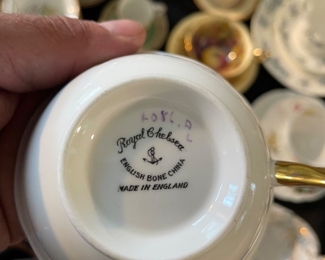 Royal Chelsea
ENGLISH BONE CHINA
MADE IN ENGLAND